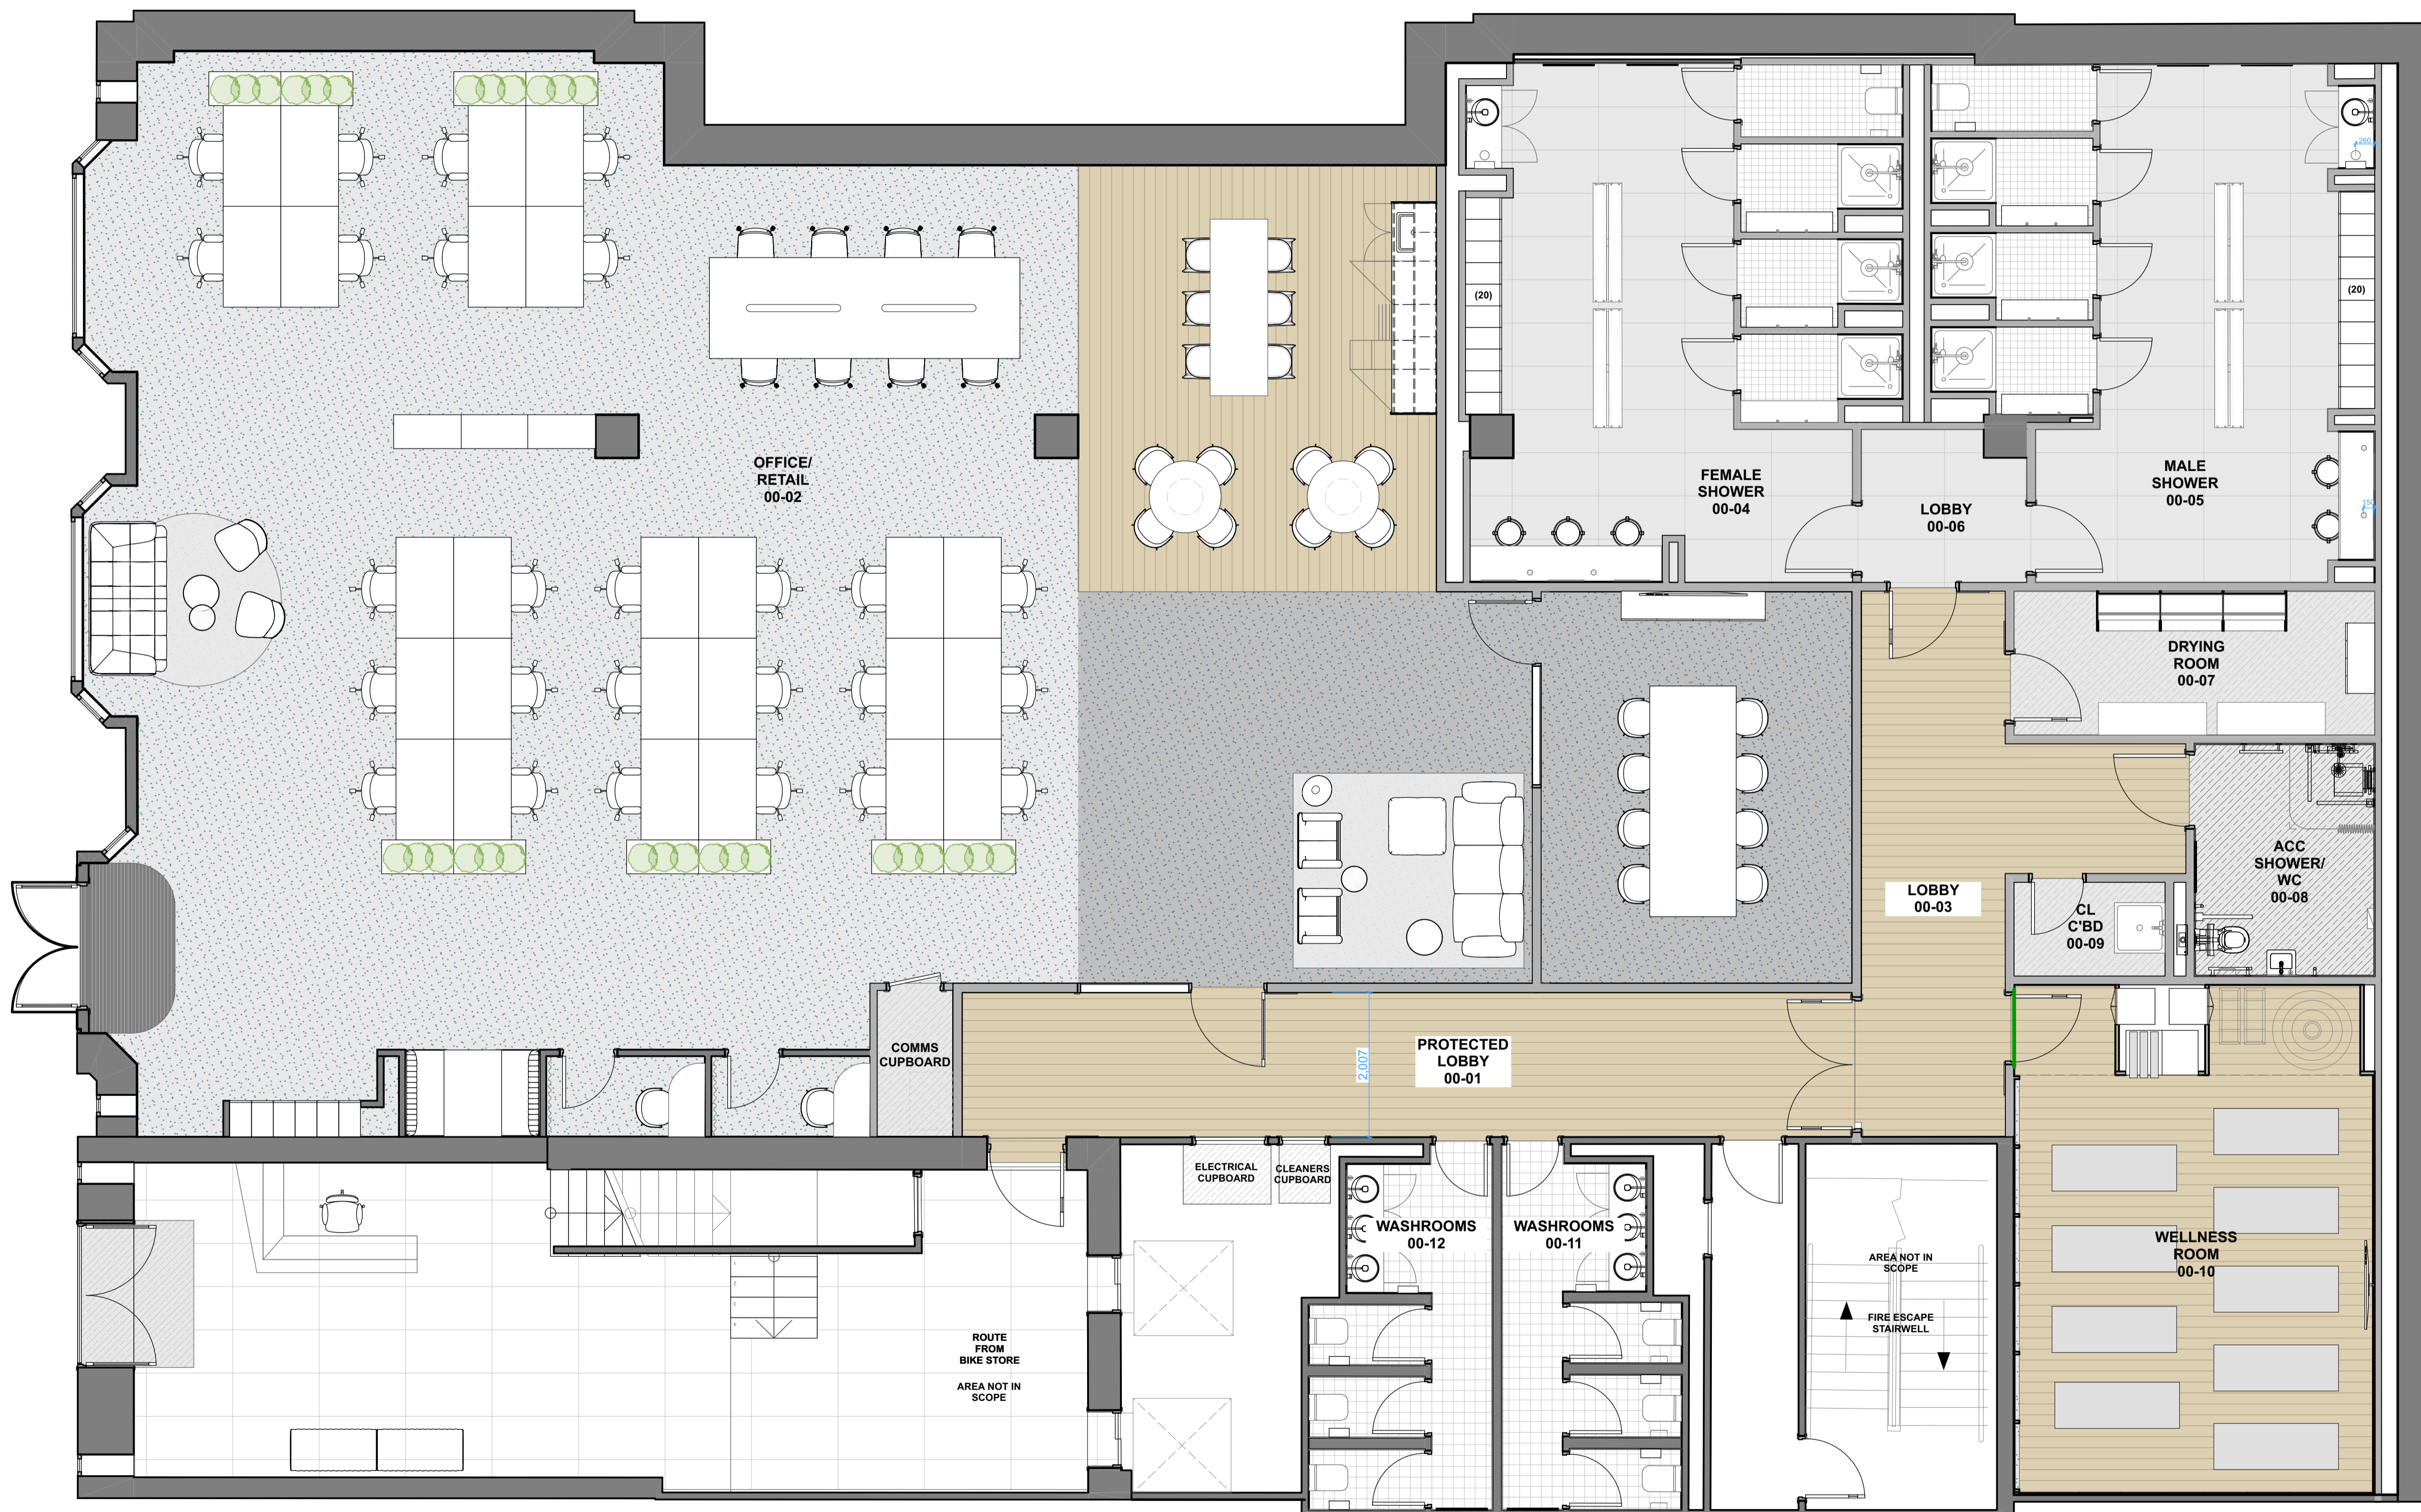 260
(20)
(20)
OFFICE/
RETAIL
00-02
FEMALE
SHOWER
00-04
MALE
SHOWER
00-05
LOBBY
00-06
150
DRYING
ROOM
00-07
ACC
SHOWER/
WC
00-08
LOBBY
00-03
CL
C'BD
00-09
COMMS
CUPBOARD
PROTECTED
LOBBY
00-01
2,007
ELECTRICAL
CUPBOARD
CLEANERS
CUPBOARD
WASHROOMS
00-12
WASHROOMS
00-11
WELLNESS
ROOM
00-10
AREA NOT IN
SCOPE
FIRE ESCAPE
STAIRWELL
ROUTE
FROM
BIKE STORE
AREA NOT IN
SCOPE